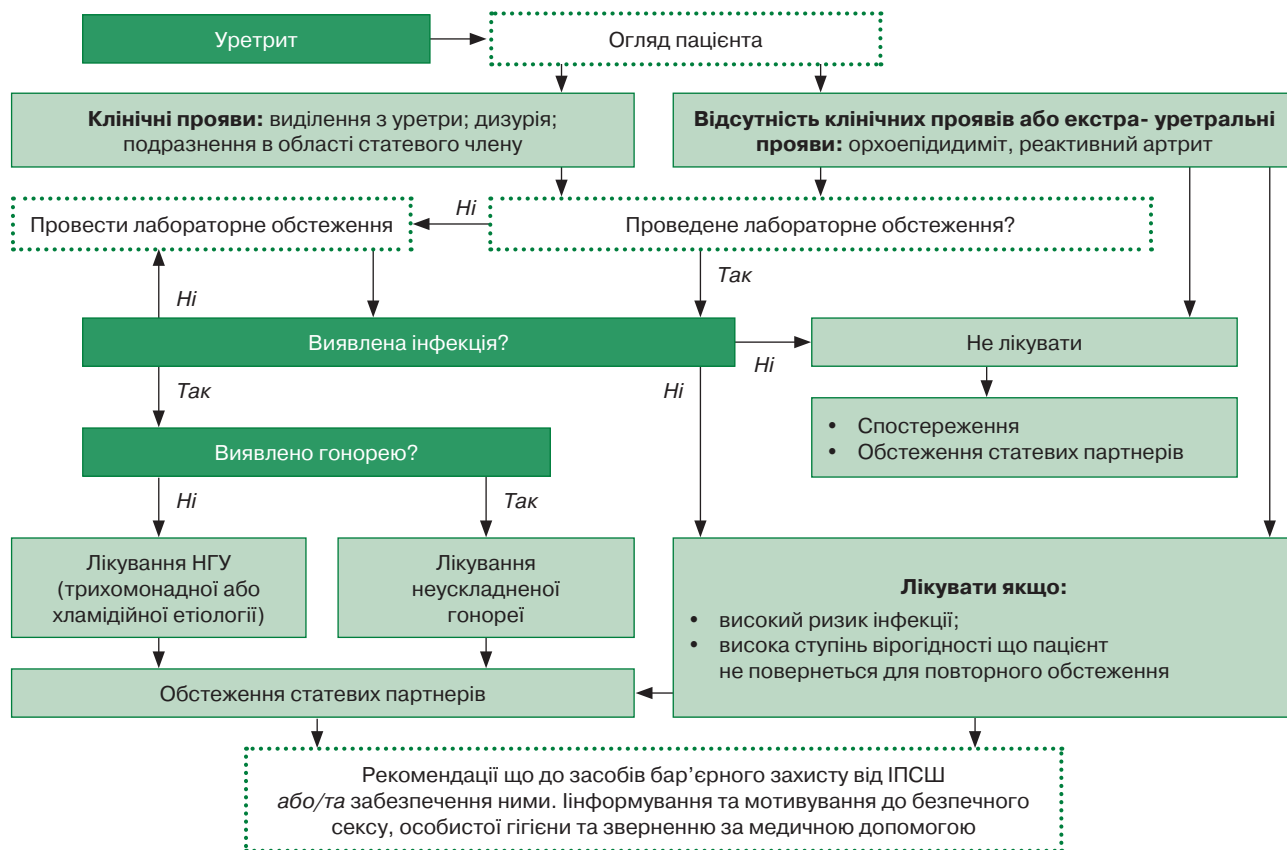 Уретрит
Огляд пацієнта
Клінічні прояви: виділення з уретри; дизурія;
подразнення в області статевого члену
Відсутність клінічних проявів або екстра- уретральні
прояви: орхоепідидиміт, реактивний артрит
Провести лабораторне обстеження
Ні
Проведене лабораторне обстеження?
Так
Ні
Виявлена інфекція?
Ні
Не лікувати
Так
Ні
• Спостереження
• Обстеження статевих партнерів
Виявлено гонорею?
Ні
Так
Лікування НГУ
(трихомонадної або
хламідійної етіології)
Лікування
неускладненої
гонореї
Лікувати якщо:
• високий ризик інфекції;
• висока ступінь вірогідності що пацієнт
не повернеться для повторного обстеження
Обстеження статевих партнерів
Рекомендації що до засобів бар’єрного захисту від ІПСШ
або/та забезпечення ними. Іінформування та мотивування до безпечного
сексу, особистої гігієни та зверненню за медичною допомогою